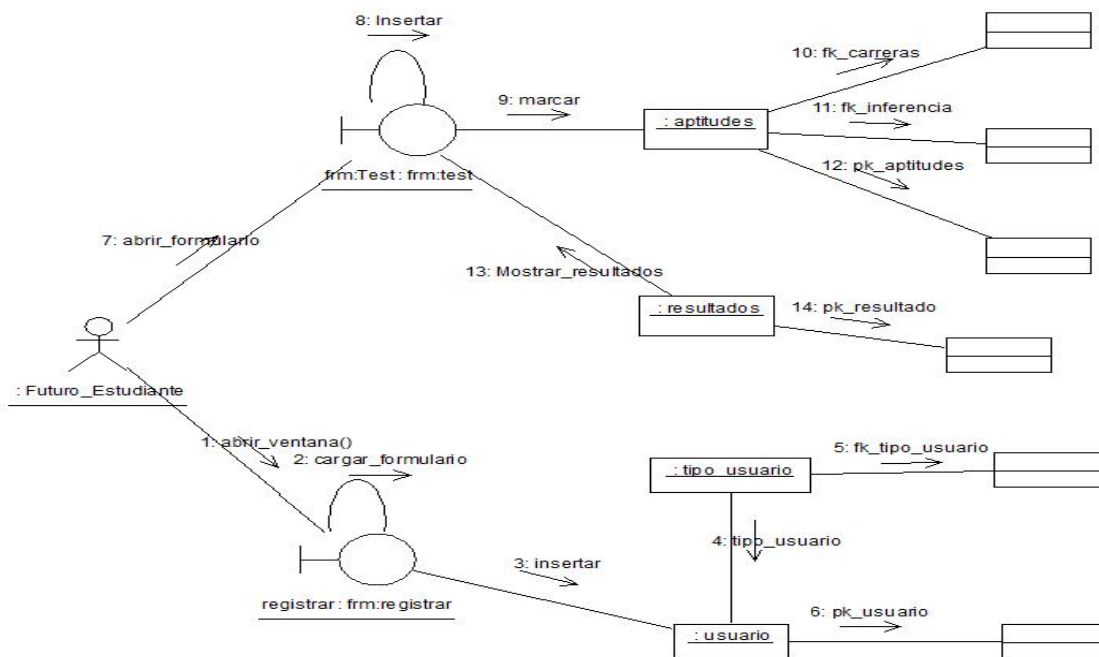 8: Insertar
10: fk_carreras
9: marcar
: aptitudes
11: fk_inferencia
12: pk_aptitudes
frm:Test : frm:test
7: abrir_formulario
13: Mostrar_resultados
: resultados
14: pk_resultado
: Futuro_Estudiante
1: abrir_ventana()
2: cargar_formulario
5: fk_tipo_usuario
: tipo_usuario
4: tipo_usuario
3: insertar
registrar : frm:registrar
6: pk_usuario
: usuario